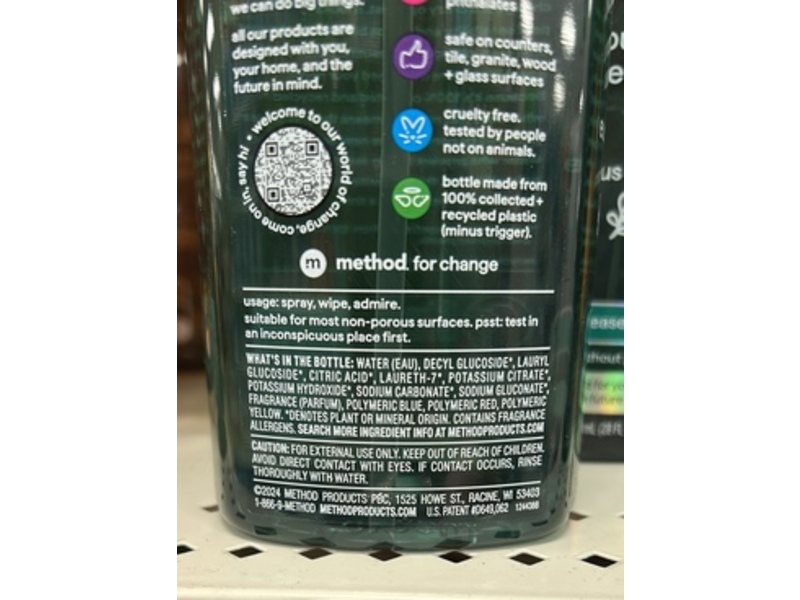 we can do big things.
all our products are
designed with you,
your home, and the
future in mind.
welcome to our world of change. come on in. say hi •
phthalates
safe on counters,
tile, granite, wood
+ glass surfaces
cruelty free.
tested by people
not on animals.
bottle made from
100% collected +
recycled plastic
(minus trigger).
m method. for change
usage: spray, wipe, admire.
suitable for most non-porous surfaces. psst: test in
an inconspicuous place first.
WHAT'S IN THE BOTTLE: WATER (EAU), DECYL GLUCOSIDE*, LAURYL
GLUCOSIDE*, CITRIC ACID*, LAURETH-7*, POTASSIUM CITRATE*,
POTASSIUM HYDROXIDE*, SODIUM CARBONATE*, SODIUM GLUCONATE*,
FRAGRANCE (PARFUM), POLYMERIC BLUE, POLYMERIC RED, POLYMERIC
YELLOW. *DENOTES PLANT OR MINERAL ORIGIN. CONTAINS FRAGRANCE
ALLERGENS. SEARCH MORE INGREDIENT INFO AT METHODPRODUCTS.COM
CAUTION: FOR EXTERNAL USE ONLY. KEEP OUT OF REACH OF CHILDREN.
AVOID DIRECT CONTACT WITH EYES. IF CONTACT OCCURS, RINSE
THOROUGHLY WITH WATER.
©2024 METHOD PRODUCTS PBC, 1525 HOWE ST., RACINE, WI 53403
1-866-9-METHOD METHODPRODUCTS.COM U.S. PATENT #D649,062 1244388